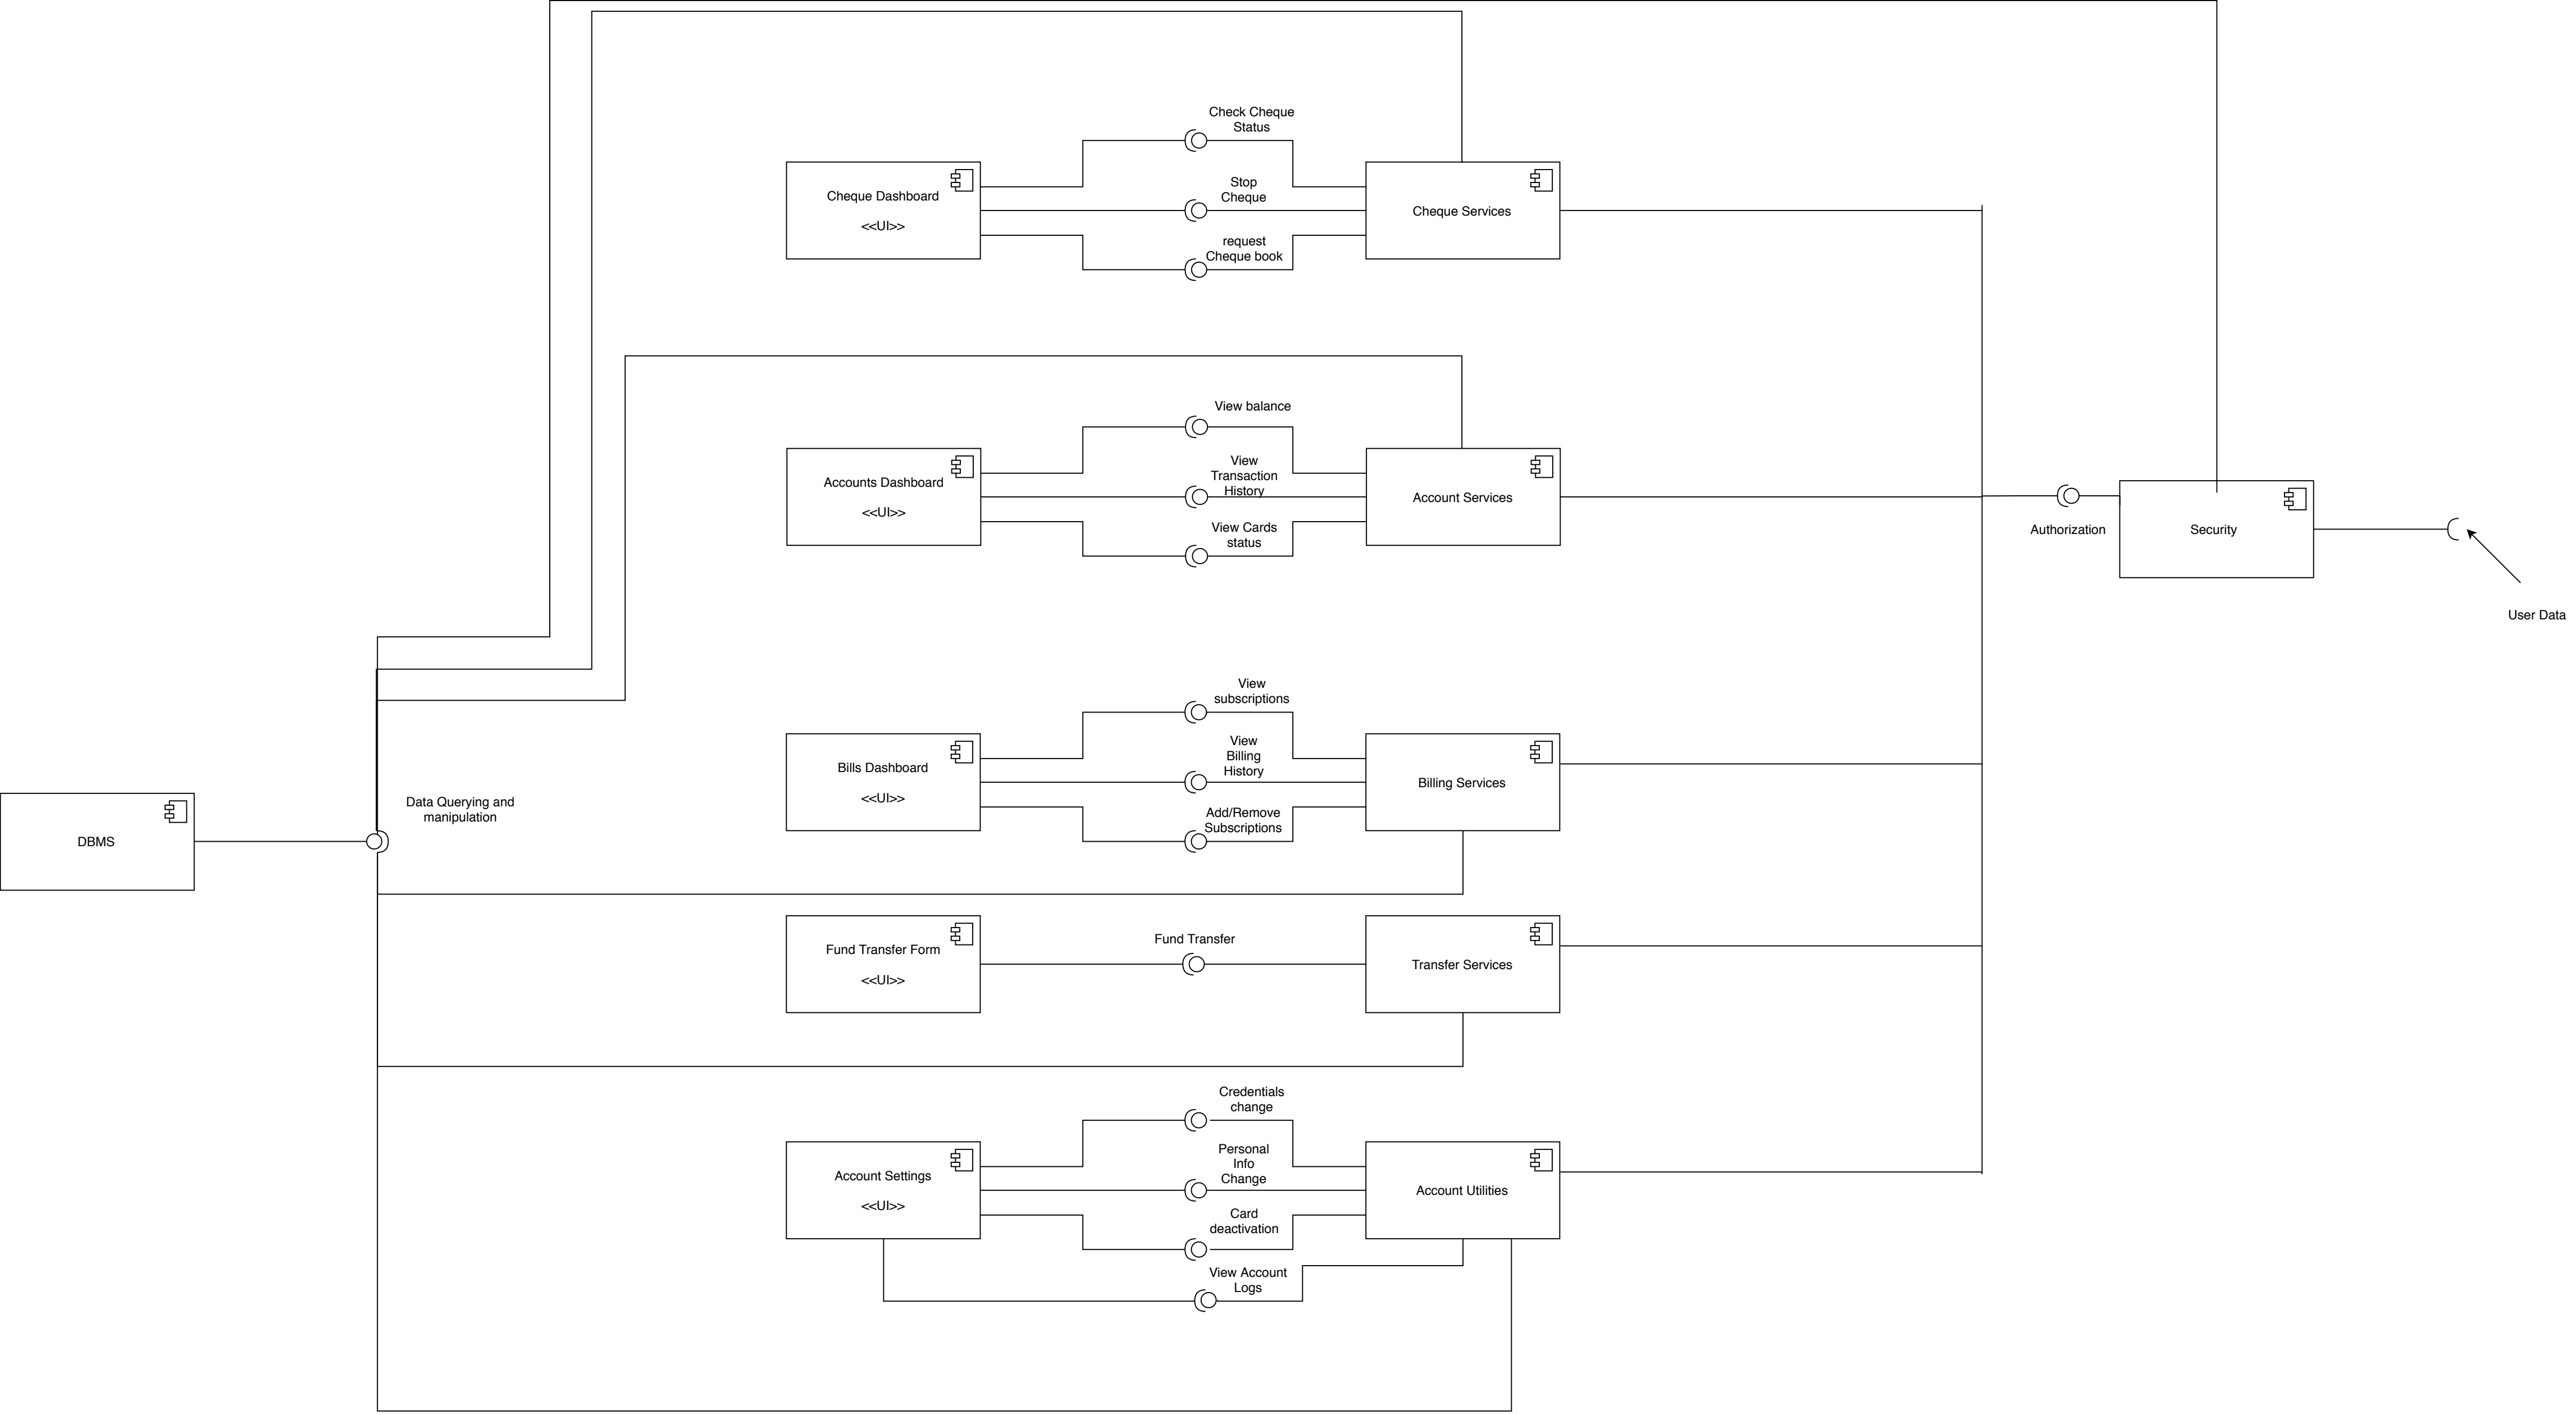 Check Cheque
Status
Cheque Dashboard
<<UI>>
Stop
Cheque
request
Cheque book
Cheque Services
View balance
Accounts Dashboard
<<UI>>
View
Transaction
History
View Cards
status
Account Services
Authorization
Security
User Data
View
subscriptions
Bills Dashboard
<<UI>>
View
Billing
History
Add/Remove
Subscriptions
Billing Services
Data Querying and
manipulation
DBMS
Fund Transfer Form
<<UI>>
Fund Transfer
Transfer Services
Credentials
change
Account Settings
<<UI>>
Personal
Info
Change
Card
deactivation
Account Utilities
View Account
Logs